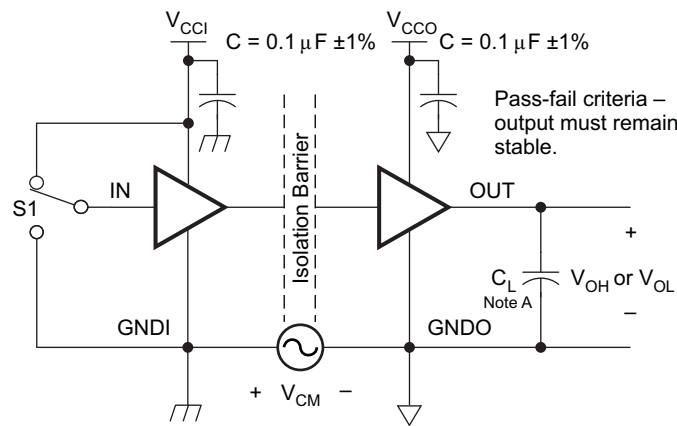 V_CCI
C = 0.1 μF ±1%
V_CCO
C = 0.1 μF ±1%
Pass-fail criteria –
output must remain
stable.
Isolation Barrier
IN
OUT
S1
+
C_L
Note A
V_OH or V_OL
–
GNDI
GNDO
+ V_CM –